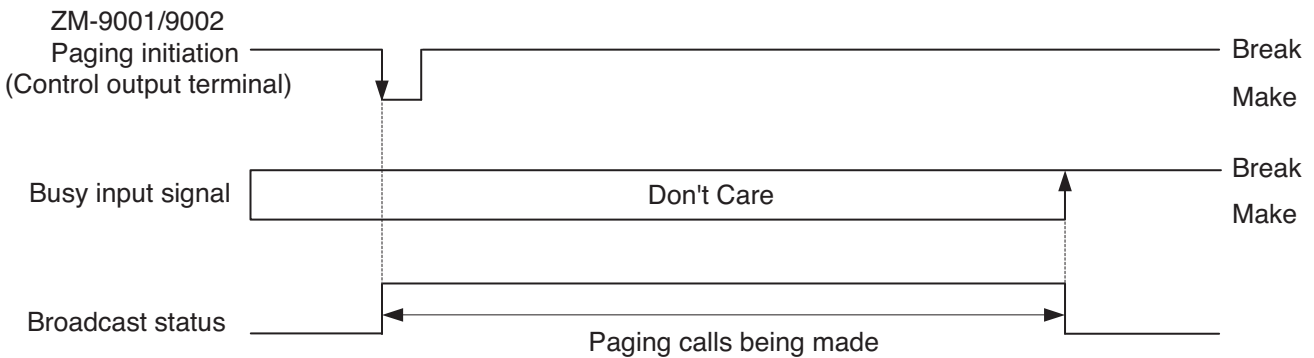 ZM-9001/9002
Paging initiation
(Control output terminal)
Break
Make
Busy input signal
Don't Care
Break
Make
Broadcast status
Paging calls being made